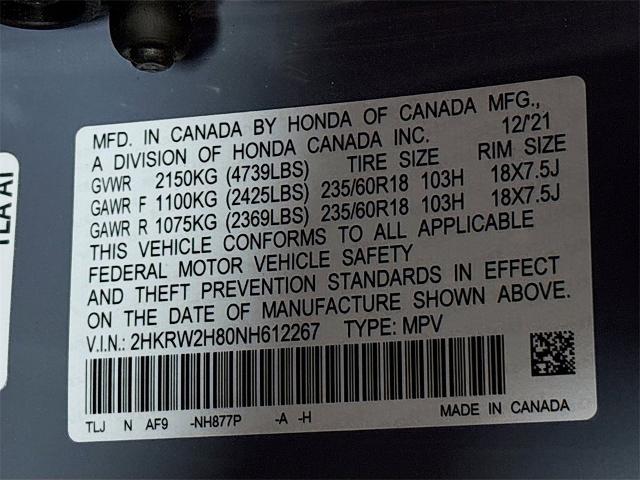 MFD. IN CANADA BY HONDA OF CANADA MFG.,
A DIVISION OF HONDA CANADA INC. 12/'21
GVWR 2150KG (4739LBS) TIRE SIZE RIM SIZE
GAWR F 1100KG (2425LBS) 235/60R18 103H 18X7.5J
GAWR R 1075KG (2369LBS) 235/60R18 103H 18X7.5J
THIS VEHICLE CONFORMS TO ALL APPLICABLE
FEDERAL MOTOR VEHICLE SAFETY
AND THEFT PREVENTION STANDARDS IN EFFECT
ON THE DATE OF MANUFACTURE SHOWN ABOVE.
V.I.N.: 2HKRW2H80NH612267 TYPE: MPV
TLJ N AF9 -NH877P -A -H MADE IN CANADA